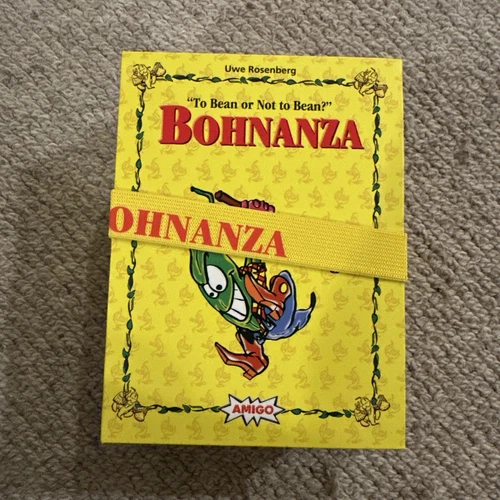 Uwe Rosenberg
"To Bean or Not to Bean?"
BOHNANZA
OHNANZA
AMIGO